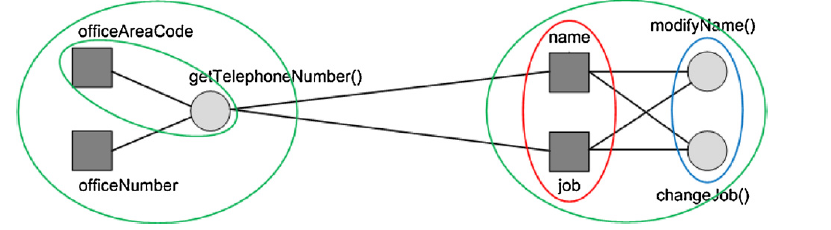 officeAreaCode
getTelephoneNumber()
officeNumber
name
job
modifyName()
changeJob()